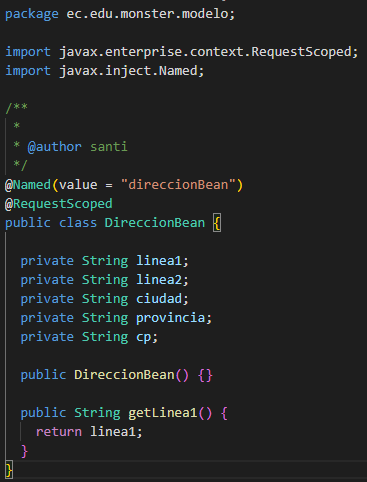 package ec.edu.monster.modelo;
import javax.enterprise.context.RequestScoped;
import javax.inject.Named;
/**
 *
 * @author santi
 */
@Named(value = "direccionBean")
@RequestScoped
public class DireccionBean {
  private String linea1;
  private String linea2;
  private String ciudad;
  private String provincia;
  private String cp;
  public DireccionBean() {}
  public String getLinea1() {
    return linea1;
  }
}